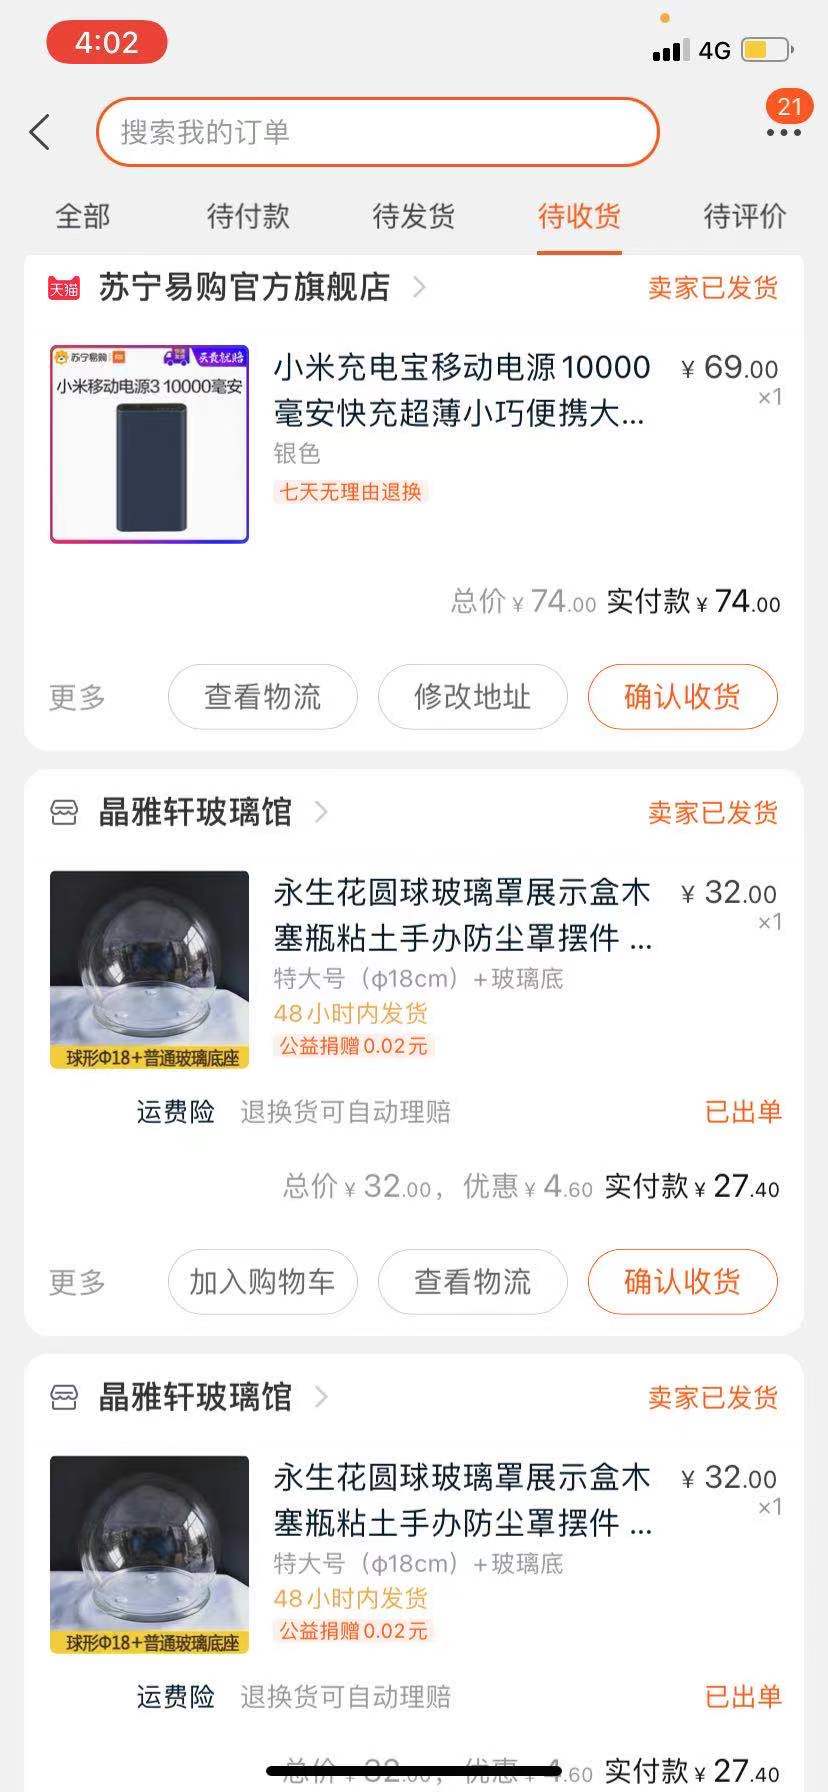 4:02
4G
搜索我的订单
21
全部 待付款 待发货 待收货 待评价
天猫 苏宁易购官方旗舰店 卖家已发货
苏宁易购
买贵就赔
小米移动电源3 10000毫安
小米充电宝移动电源10000 ¥ 69.00
毫安快充超薄小巧便携大... ×1
银色
七天无理由退换
总价 ¥ 74.00 实付款 ¥ 74.00
更多 查看物流 修改地址 确认收货
晶雅轩玻璃馆 卖家已发货
永生花圆球玻璃罩展示盒木 ¥ 32.00
塞瓶粘土手办防尘罩摆件 ... ×1
特大号（φ18cm）+玻璃底
48小时内发货
公益捐赠0.02元
球形Φ18+普通玻璃底座
运费险 退换货可自动理赔 已出单
总价 ¥ 32.00，优惠 ¥ 4.60 实付款 ¥ 27.40
更多 加入购物车 查看物流 确认收货
晶雅轩玻璃馆 卖家已发货
永生花圆球玻璃罩展示盒木 ¥ 32.00
塞瓶粘土手办防尘罩摆件 ... ×1
特大号（φ18cm）+玻璃底
48小时内发货
公益捐赠0.02元
球形Φ18+普通玻璃底座
运费险 退换货可自动理赔 已出单
总价 ¥ 32.00，优惠 ¥ 4.60 实付款 ¥ 27.40